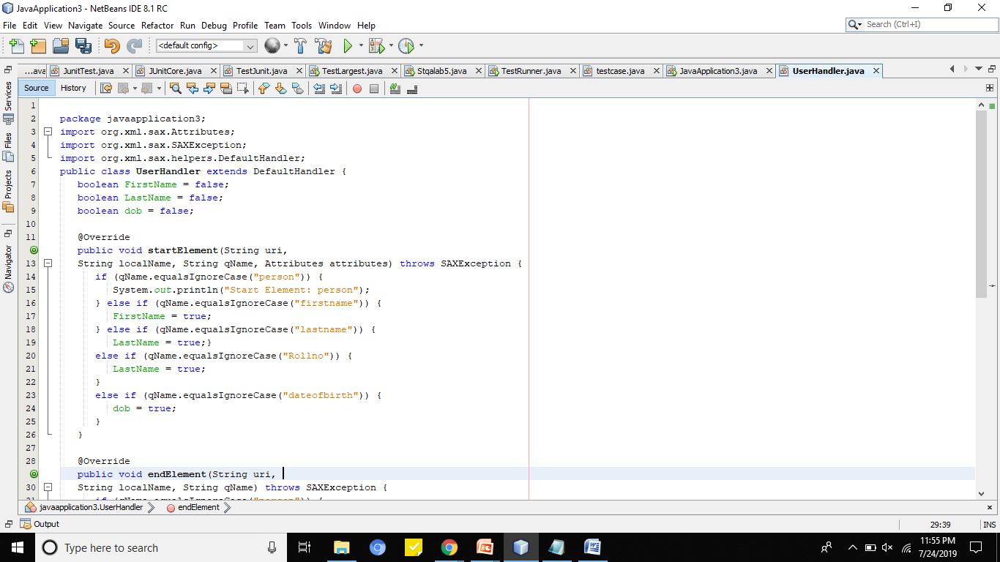 JavaApplication3 - NetBeans IDE 8.1 RC
File Edit View Navigate Source Refactor Run Debug Profile Team Tools Window Help
Search (Ctrl+I)
<default config>
...ava JunitTest.java JUnitCore.java TestJunit.java TestLargest.java Stqalab5.java TestRunner.java testcase.java JavaApplication3.java UserHandler.java
Source History
Services
Files
Projects
Navigator
1
2 package javaapplication3;
3 import org.xml.sax.Attributes;
4 import org.xml.sax.SAXException;
5 import org.xml.sax.helpers.DefaultHandler;
6 public class UserHandler extends DefaultHandler {
7 boolean FirstName = false;
8 boolean LastName = false;
9 boolean dob = false;
10
11 @Override
public void startElement(String uri,
13 String localName, String qName, Attributes attributes) throws SAXException {
14 if (qName.equalsIgnoreCase("person")) {
15 System.out.println("Start Element: person");
16 } else if (qName.equalsIgnoreCase("firstname")) {
17 FirstName = true;
18 } else if (qName.equalsIgnoreCase("lastname")) {
19 LastName = true;}
20 else if (qName.equalsIgnoreCase("Rollno")) {
21 LastName = true;
22 }
23 else if (qName.equalsIgnoreCase("dateofbirth")) {
24 dob = true;
25 }
26 }
27
28 @Override
public void endElement(String uri,
30 String localName, String qName) throws SAXException {
javaapplication3.UserHandler endElement
Output
29:39 INS
Type here to search
11:55 PM
7/24/2019